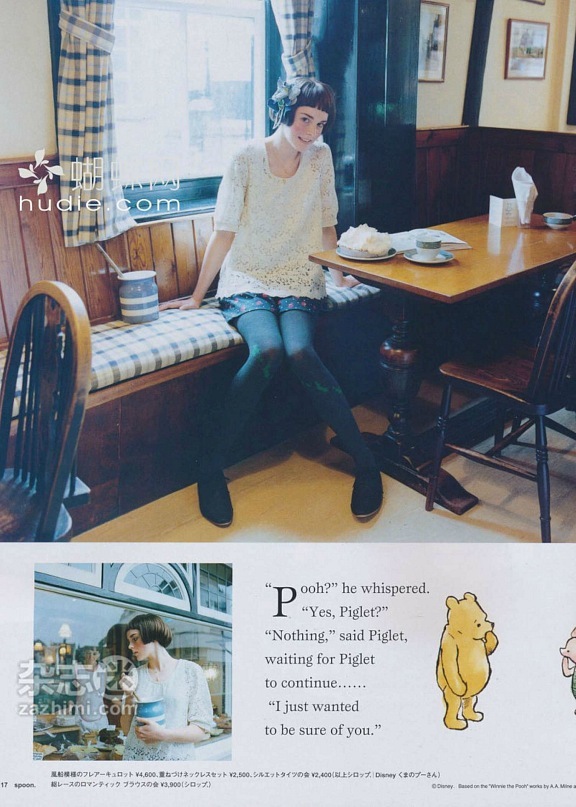 蝴蝶网
hudie.com
“Pooh?” he whispered.
“Yes, Piglet?”
“Nothing,” said Piglet,
waiting for Piglet
to continue……
“I just wanted
to be sure of you.”
杂志迷
zazhimi.com
風船模様のフレアーキュロット ¥4,600、重ねづけネックレスセット ¥2,500、シルエットタイツの会 ¥2,400（以上シロップ。/Disney くまのプーさん）
総レースのロマンティック ブラウスの会 ¥3,900（シロップ。）
17 spoon.
©Disney. Based on the “Winnie the Pooh” works by A.A. Milne a